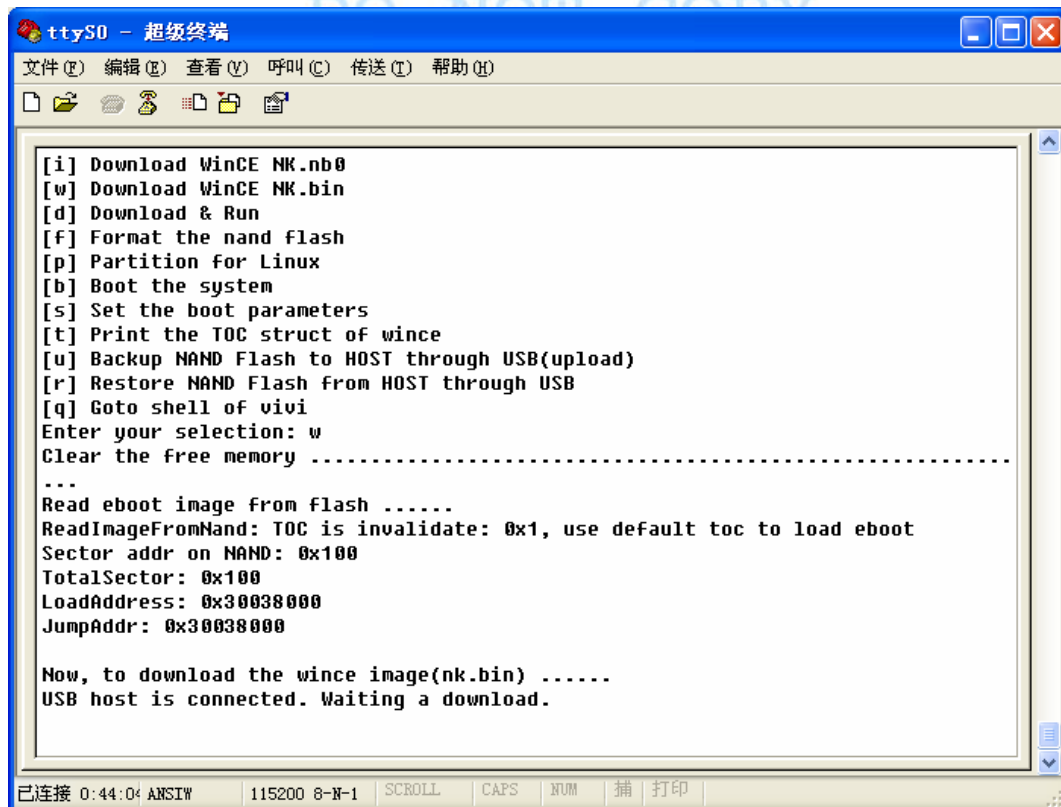 ttyS0 - 超级终端
文件(F) 编辑(E) 查看(V) 呼叫(C) 传送(T) 帮助(H)
[i] Download WinCE NK.nb0
[w] Download WinCE NK.bin
[d] Download & Run
[f] Format the nand flash
[p] Partition for Linux
[b] Boot the system
[s] Set the boot parameters
[t] Print the TOC struct of wince
[u] Backup NAND Flash to HOST through USB(upload)
[r] Restore NAND Flash from HOST through USB
[q] Goto shell of vivi
Enter your selection: w
Clear the free memory ..........................................................
...
Read eboot image from flash ......
ReadImageFromNand: TOC is invalidate: 0x1, use default toc to load eboot
Sector addr on NAND: 0x100
TotalSector: 0x100
LoadAddress: 0x30038000
JumpAddr: 0x30038000
Now, to download the wince image(nk.bin) ......
USB host is connected. Waiting a download.
已连接 0:44:04 ANSIW 115200 8-N-1 SCROLL CAPS NUM 捕 打印